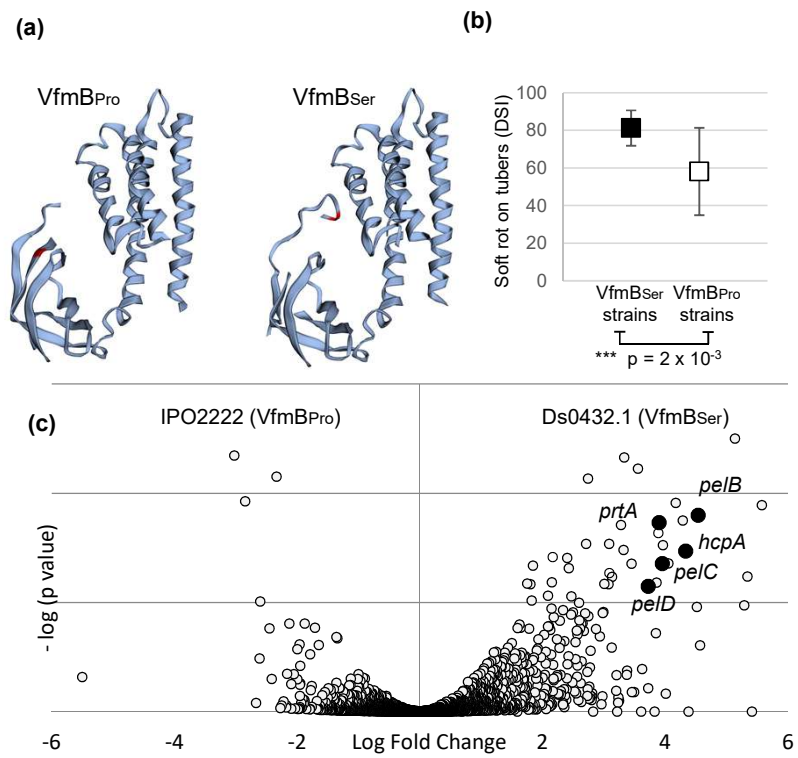 (a)
(b)
VfmBPro
VfmBSer
Soft rot on tubers (DSI)
100
80
60
40
20
0
VfmBSer
strains
VfmBPro
strains
*** p = 2 x 10-3
(c)
IPO2222 (VfmBPro)
Ds0432.1 (VfmBSer)
- log (p value)
pelB
prtA
hcpA
pelC
pelD
-6
-4
-2
Log Fold Change
2
4
6